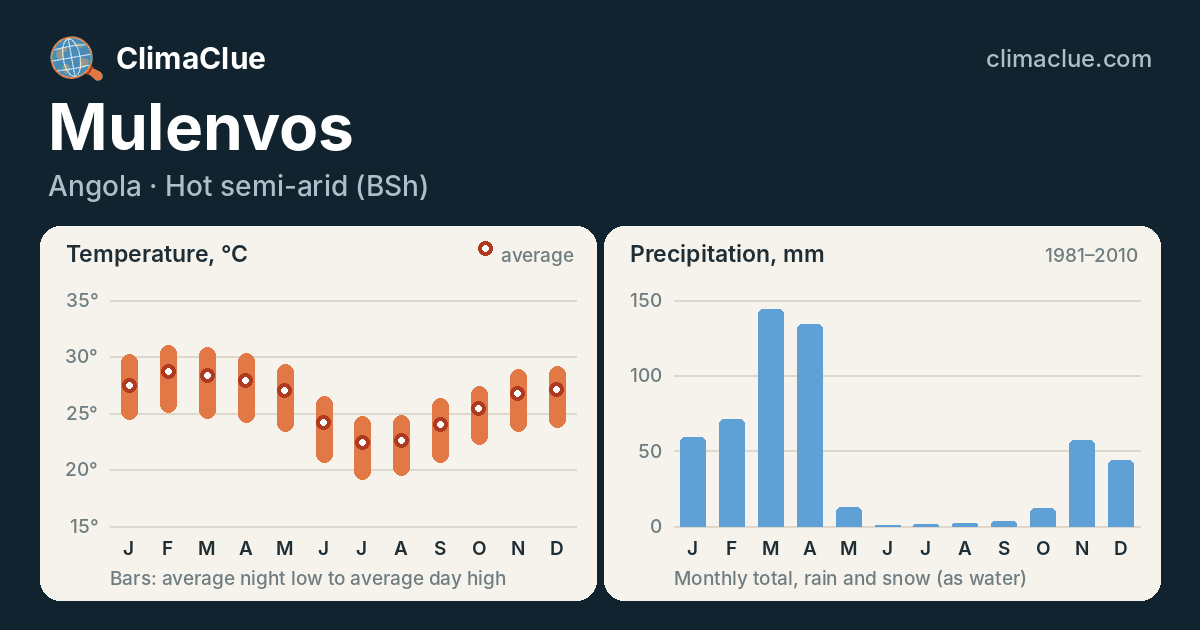 ClimaClue
climaclue.com
Mulenvos
Angola · Hot semi-arid (BSh)
Temperature, °C
average
35°
30°
25°
20°
15°
J F M A M J J A S O N D
Bars: average night low to average day high
Precipitation, mm
1981–2010
150
100
50
0
J F M A M J J A S O N D
Monthly total, rain and snow (as water)